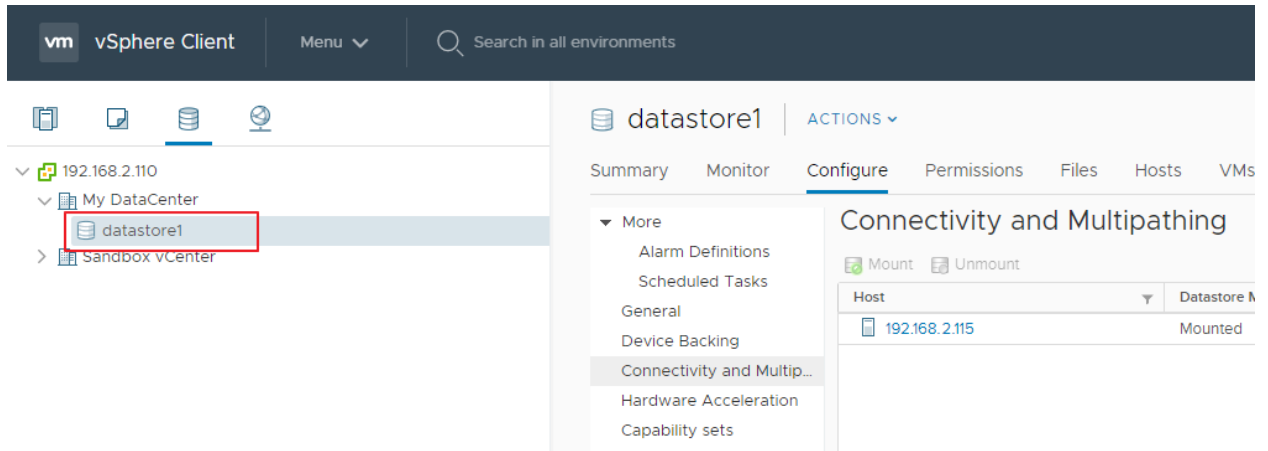 vm vSphere Client Menu Search in all environments
datastore1 ACTIONS
192.168.2.110
My DataCenter
datastore1
Sandbox vCenter
Summary Monitor Configure Permissions Files Hosts VMs
More
Alarm Definitions
Scheduled Tasks
General
Device Backing
Connectivity and Multip...
Hardware Acceleration
Capability sets
Connectivity and Multipathing
Mount Unmount
Host Datastore M
192.168.2.115 Mounted